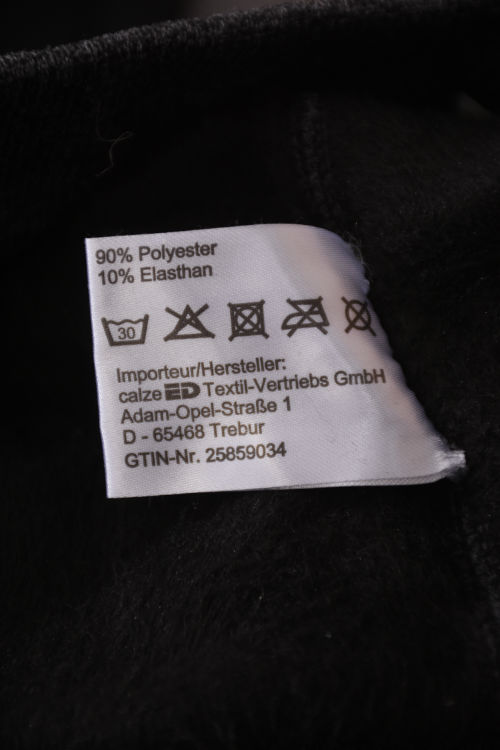 90% Polyester
10% Elasthan
30
Importeur/Hersteller:
calze ED Textil-Vertriebs GmbH
Adam-Opel-Straße 1
D - 65468 Trebur
GTIN-Nr. 25859034